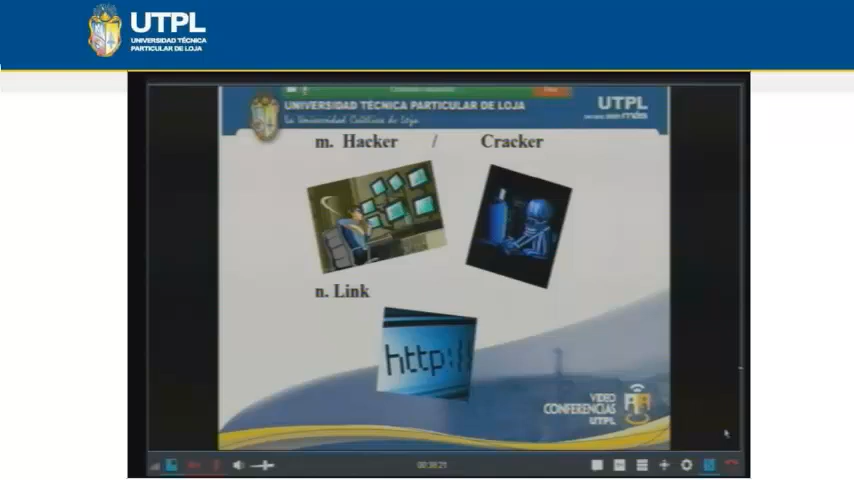 UTPL
UNIVERSIDAD TÉCNICA
PARTICULAR DE LOJA
UNIVERSIDAD TÉCNICA PARTICULAR DE LOJA
La Universidad Católica de Loja
UTPL
m. Hacker / Cracker
n. Link
http:/
VIDEO
CONFERENCIAS
UTPL